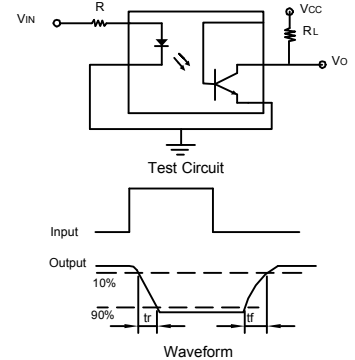 R
VIN
VCC
RL
VO
Test Circuit
Input
Output
10%
90%
tr
tf
Waveform